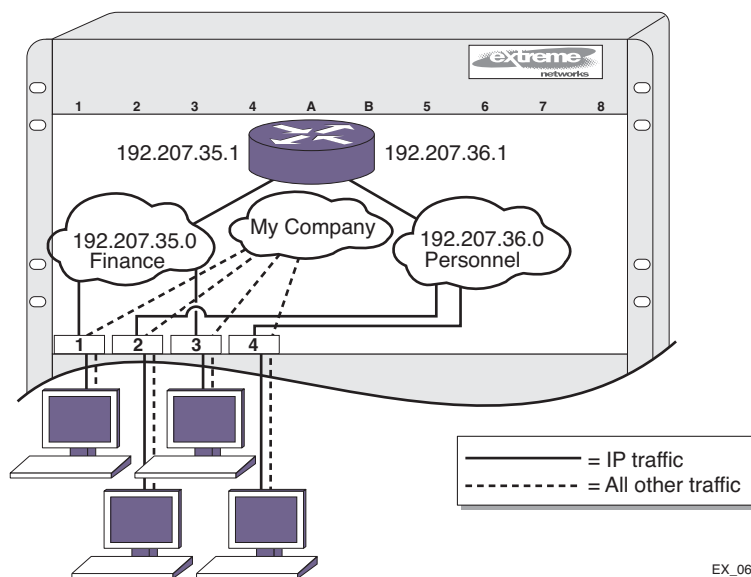 extreme
networks
1 2 3 4 A B 5 6 7 8
192.207.35.1
192.207.36.1
192.207.35.0
Finance
My Company
192.207.36.0
Personnel
1 2 3 4
= IP traffic
= All other traffic
EX_06